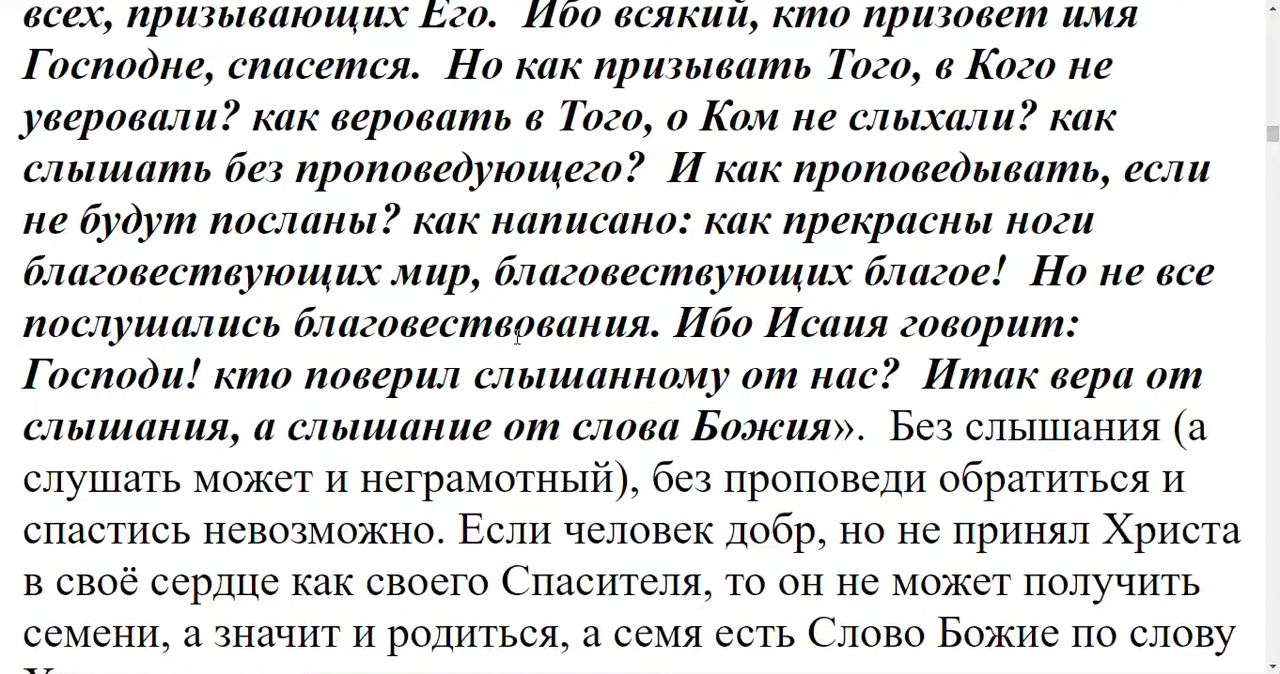 всех, призывающих Его. Ибо всякий, кто призовет имя
Господне, спасется. Но как призывать Того, в Кого не
уверовали? как веровать в Того, о Ком не слыхали? как
слышать без проповедующего? И как проповедывать, если
не будут посланы? как написано: как прекрасны ноги
благовествующих мир, благовествующих благое! Но не все
послушались благовествования. Ибо Исаия говорит:
Господи! кто поверил слышанному от нас? Итак вера от
слышания, а слышание от слова Божия». Без слышания (а
слушать может и неграмотный), без проповеди обратиться и
спастись невозможно. Если человек добр, но не принял Христа
в своё сердце как своего Спасителя, то он не может получить
семени, а значит и родиться, а семя есть Слово Божие по слову